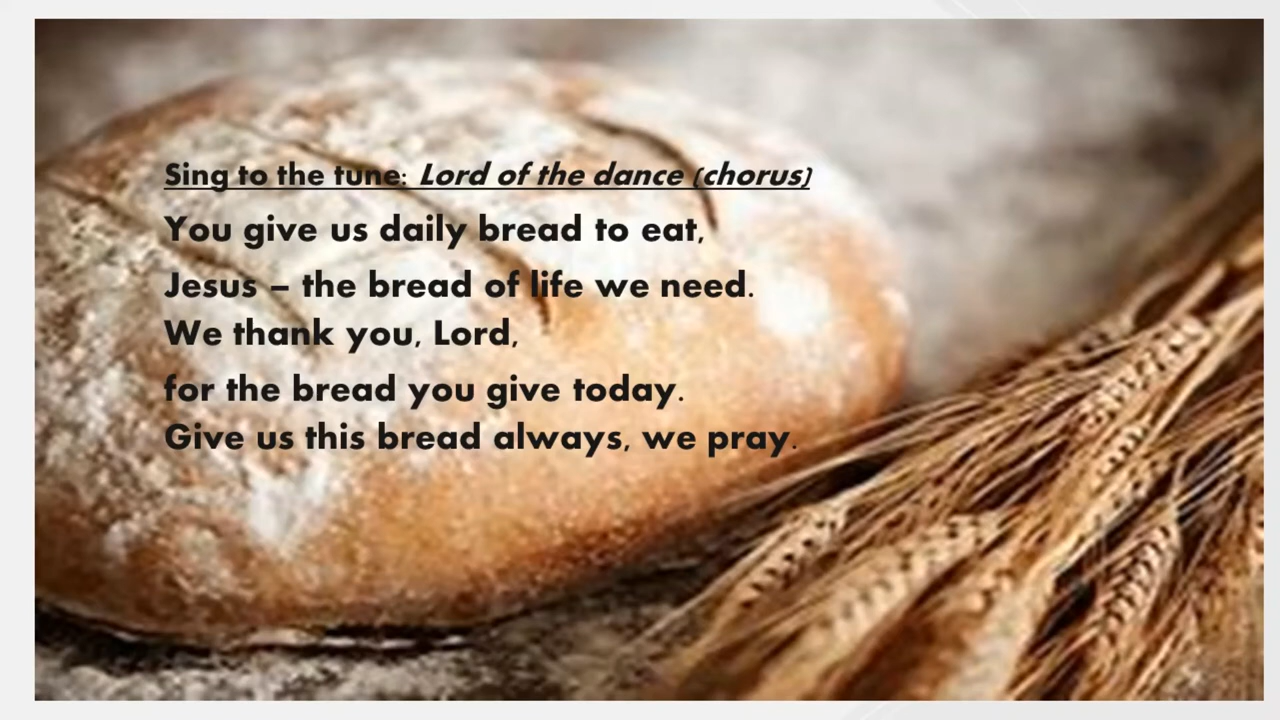 Sing to the tune: Lord of the dance (chorus)
You give us daily bread to eat,
Jesus – the bread of life we need.
We thank you, Lord,
for the bread you give today.
Give us this bread always, we pray.